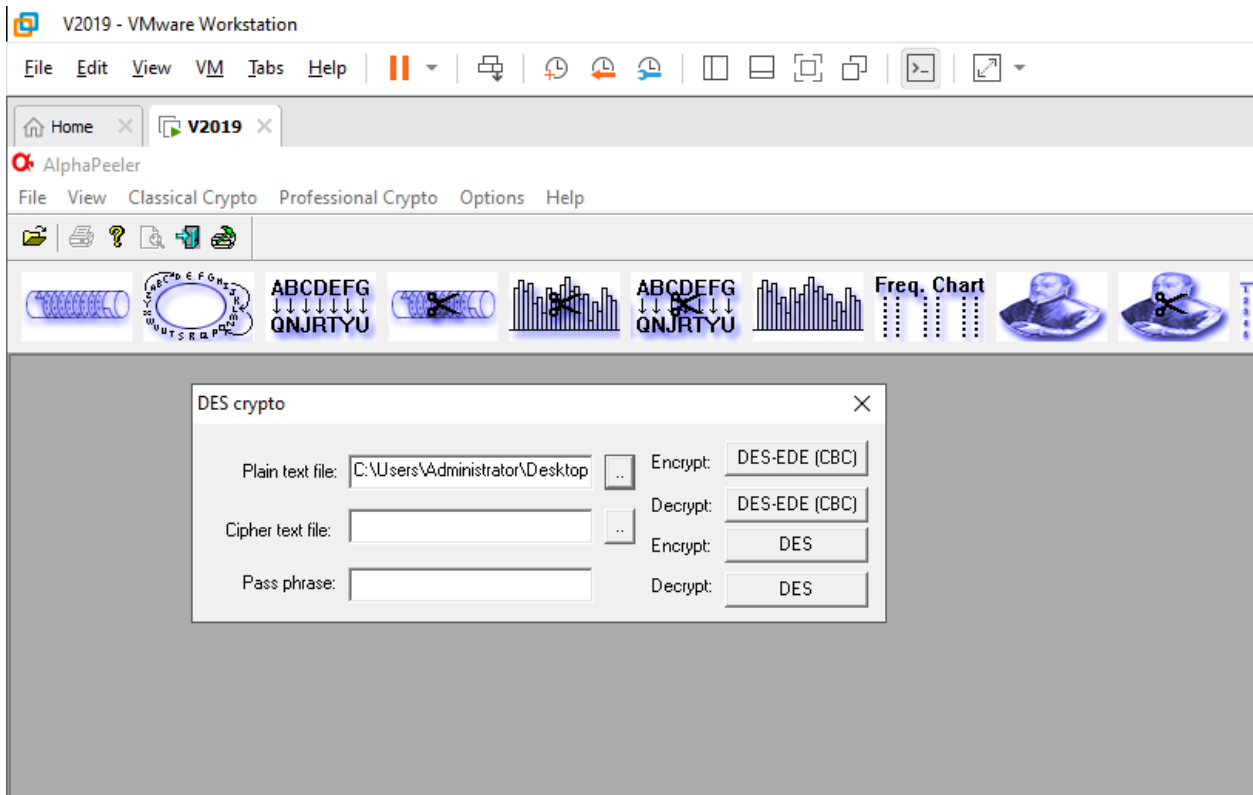 V2019 - VMware Workstation
File Edit View VM Tabs Help
Home V2019
AlphaPeeler
File View Classical Crypto Professional Crypto Options Help
ABCDEFG
QNJRTYU
ABCDEFG
QNJRTYU
Freq. Chart
DES crypto
Plain text file: C:\Users\Administrator\Desktop .. Encrypt: DES-EDE (CBC)
Decrypt: DES-EDE (CBC)
Cipher text file: ..
Encrypt: DES
Pass phrase: Decrypt: DES